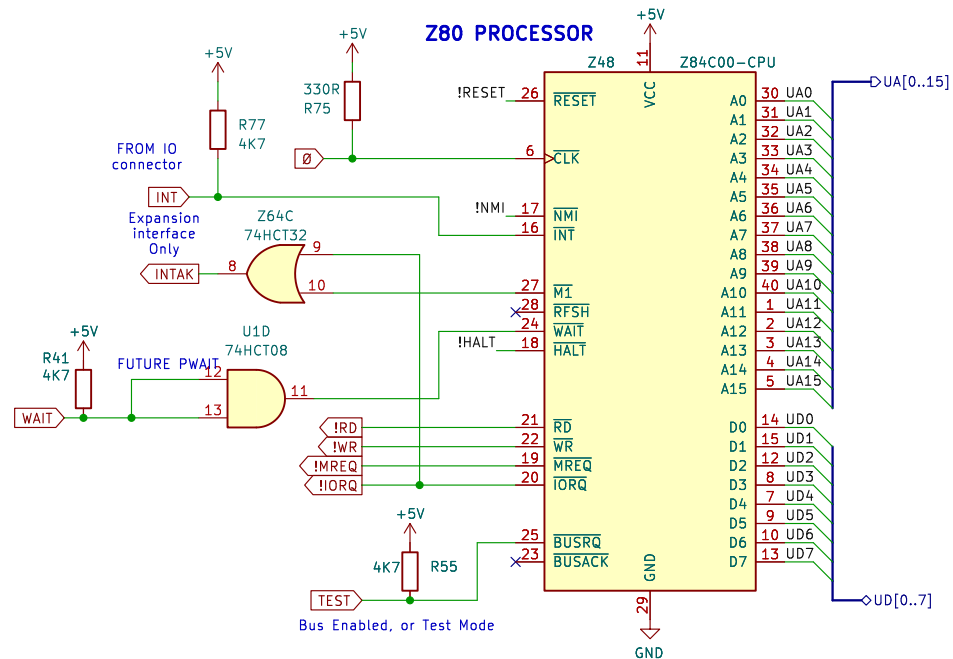 Z80 PROCESSOR
+5V
+5V
+5V
Z48
Z84C00-CPU
11
VCC
UA[0..15]
330R
R75
R77
4K7
FROM IO
connector
Ø
INT
!RESET
26
RESET
6
CLK
!NMI
17
NMI
16
INT
Expansion
interface
Only
Z64C
74HCT32
9
8
10
INTAK
27
M1
28
RFSH
24
WAIT
!HALT
18
HALT
+5V
R41
4K7
FUTURE PWAIT
U1D
74HCT08
12
11
13
WAIT
!RD
21
RD
!WR
22
WR
!MREQ
19
MREQ
!IORQ
20
IORQ
+5V
4K7
R55
25
BUSRQ
23
BUSACK
TEST
Bus Enabled, or Test Mode
A0 30 UA0
A1 31 UA1
A2 32 UA2
A3 33 UA3
A4 34 UA4
A5 35 UA5
A6 36 UA6
A7 37 UA7
A8 38 UA8
A9 39 UA9
A10 40 UA10
A11 1 UA11
A12 2 UA12
A13 3 UA13
A14 4 UA14
A15 5 UA15
D0 14 UD0
D1 15 UD1
D2 12 UD2
D3 8 UD3
D4 7 UD4
D5 9 UD5
D6 10 UD6
D7 13 UD7
UD[0..7]
GND
29
GND